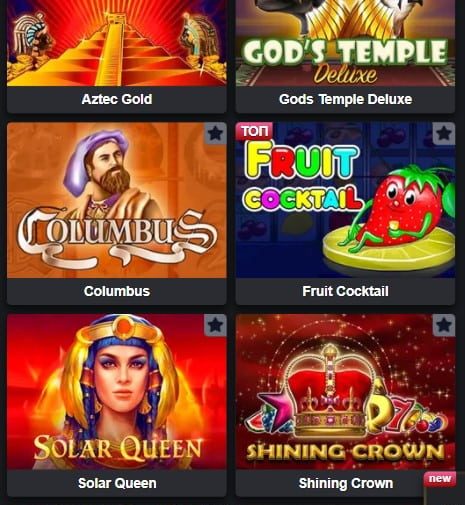 GOD'S TEMPLE
Deluxe
Aztec Gold
Gods Temple Deluxe
ТОП
COLUMBUS
FRUIT
COCKTAIL
Columbus
Fruit Cocktail
SOLAR QUEEN
SHINING CROWN
Solar Queen
Shining Crown
new